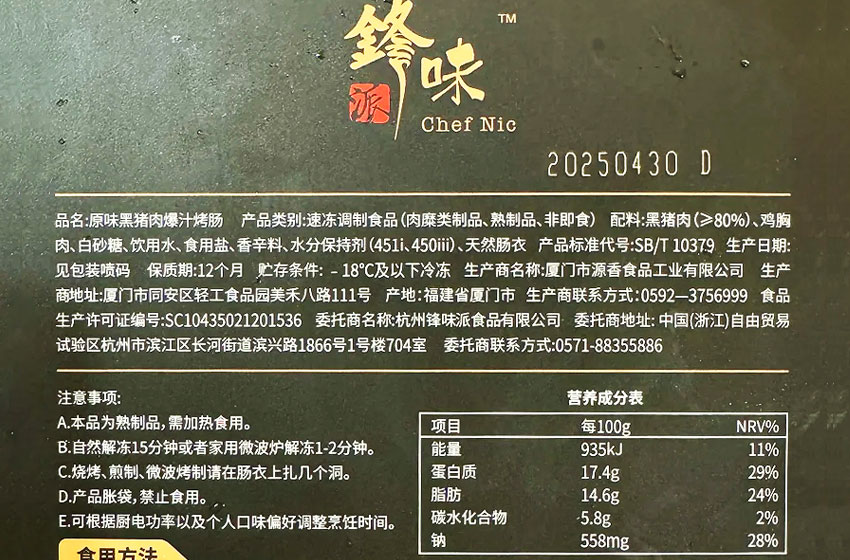 鋒味
派
TM
Chef Nic
20250430 D
品名:原味黑猪肉爆汁烤肠 产品类别:速冻调制食品(肉糜类制品、熟制品、非即食) 配料:黑猪肉(≥80%)、鸡胸
肉、白砂糖、饮用水、食用盐、香辛料、水分保持剂(451i、450iii)、天然肠衣 产品标准代号:SB/T 10379 生产日期:
见包装喷码 保质期:12个月 贮存条件: -18℃及以下冷冻 生产商名称:厦门市源香食品工业有限公司 生产
商地址:厦门市同安区轻工食品园美禾八路111号 产地:福建省厦门市 生产商联系方式:0592—3756999 食品
生产许可证编号:SC10435021201536 委托商名称:杭州锋味派食品有限公司 委托商地址: 中国(浙江)自由贸易
试验区杭州市滨江区长河街道滨兴路1866号1号楼704室 委托商联系方式:0571-88355886
注意事项:
A.本品为熟制品,需加热食用。
B.自然解冻15分钟或者家用微波炉解冻1-2分钟。
C.烧烤、煎制、微波烤制请在肠衣上扎几个洞。
D.产品胀袋,禁止食用。
E.可根据厨电功率以及个人口味偏好调整烹饪时间。
营养成分表
项目 每100g NRV%
能量 935kJ 11%
蛋白质 17.4g 29%
脂肪 14.6g 24%
碳水化合物 5.8g 2%
钠 558mg 28%
食用方法